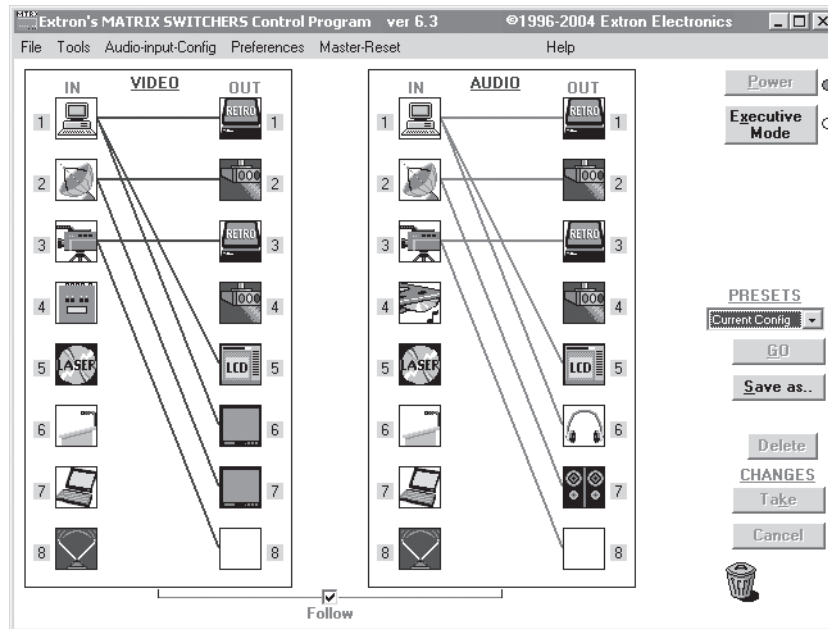 MTRX Extron's MATRIX SWITCHERS Control Program ver 6.3 ©1996-2004 Extron Electronics
File Tools Audio-input-Config Preferences Master-Reset Help
IN VIDEO OUT
1 RETRO 1
2 2
3 RETRO 3
4 4
5 LASER LCD 5
6 6
7 7
8 8
IN AUDIO OUT
1 RETRO 1
2 2
3 RETRO 3
4 4
5 LASER LCD 5
6 6
7 7
8 8
Follow
Power
Executive
Mode
PRESETS
Current Config
GO
Save as..
Delete
CHANGES
Take
Cancel